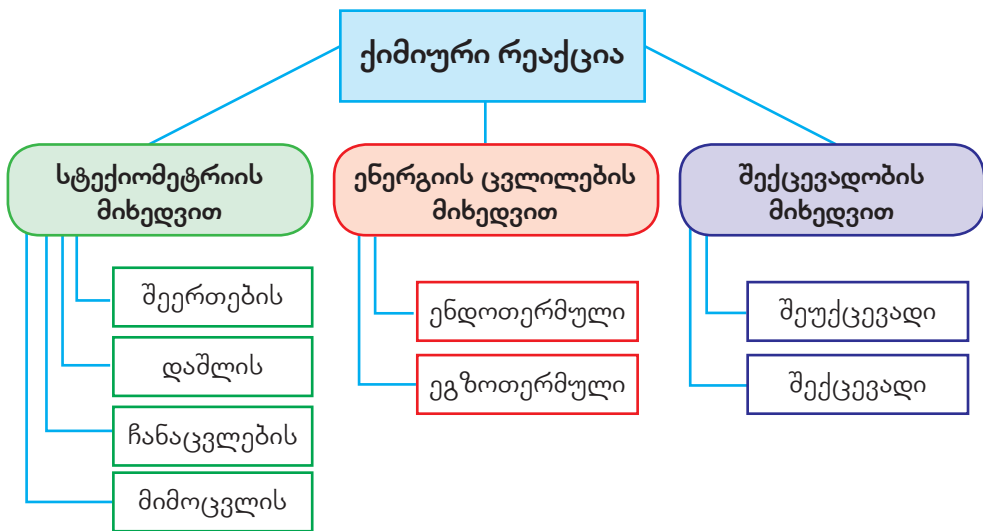 ქიმიური რეაქცია
სტექიომეტრიის
მიხედვით
შეერთების
დაშლის
ჩანაცვლების
მიმოცვლის
ენერგიის ცვლილების
მიხედვით
ენდოთერმული
ეგზოთერმული
შექცევადობის
მიხედვით
შეუქცევადი
შექცევადი